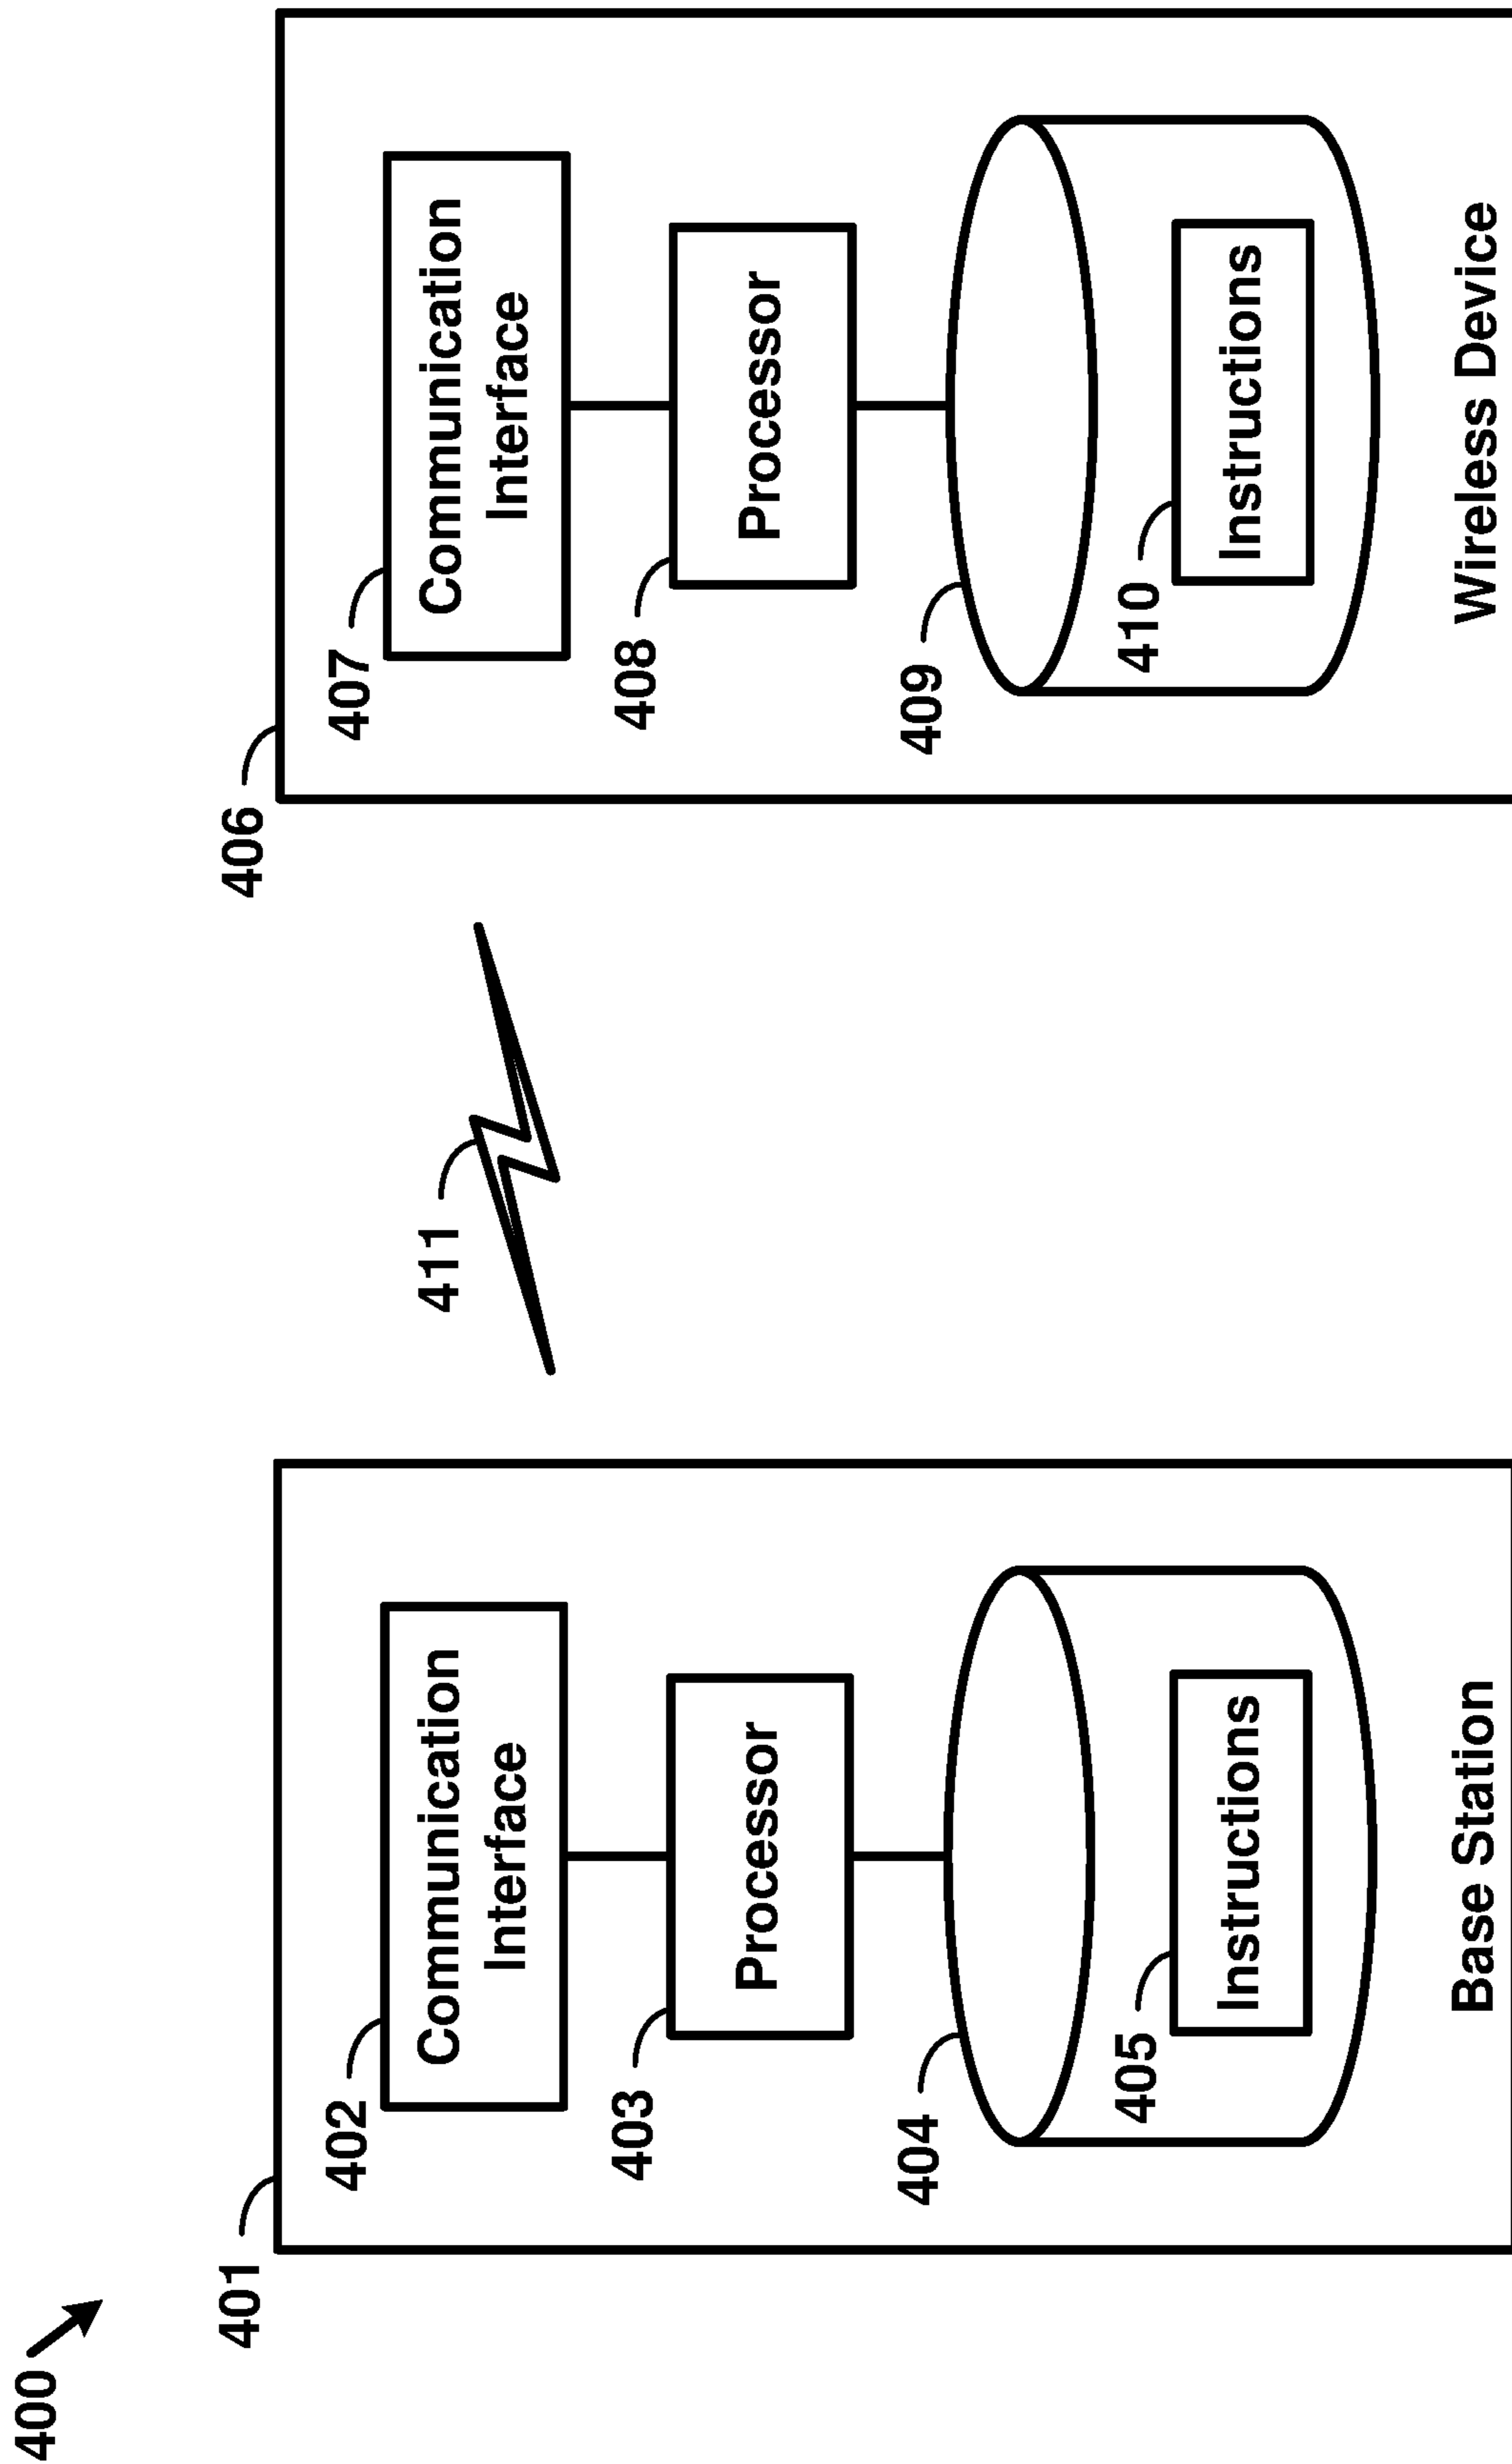 400
401
402
Communication
Interface
403
Processor
404
405
Instructions
Base Station
411
406
407
Communication
Interface
408
Processor
409
410
Instructions
Wireless Device